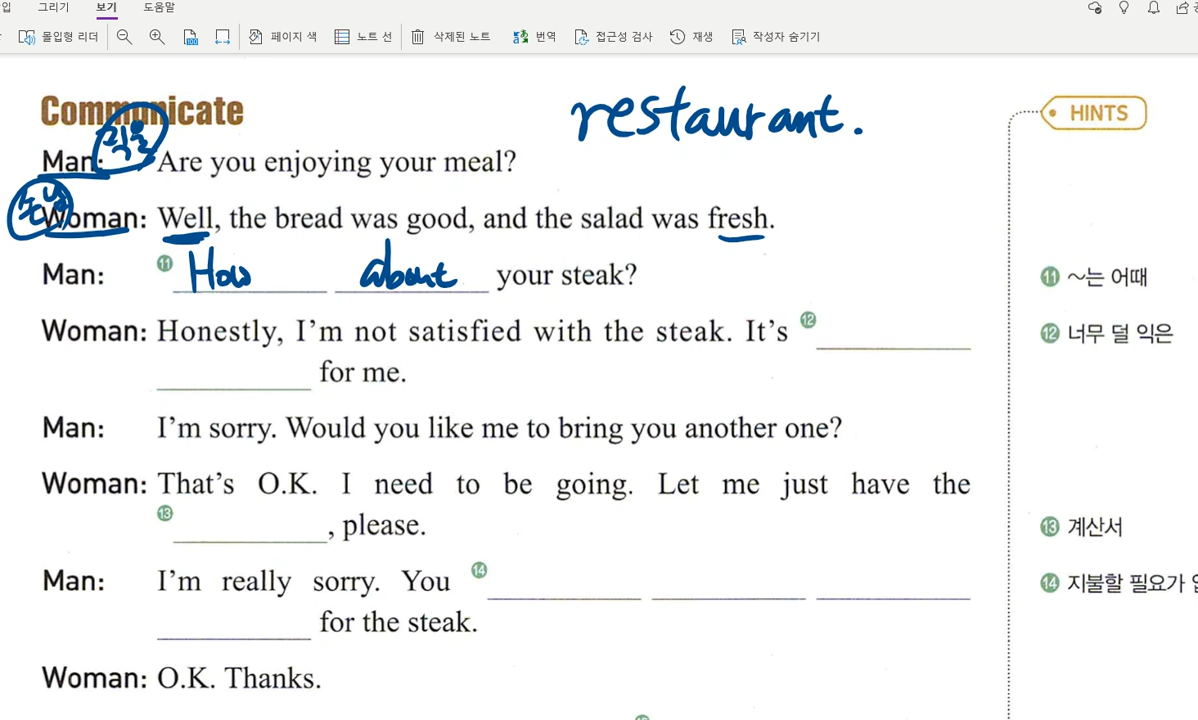 그리기 보기 도움말
몰입형 리더 페이지 색 노트 선 삭제된 노트 번역 접근성 검사 재생 작성자 숨기기
Communicate restaurant. HINTS
직원
Man: Are you enjoying your meal?
손님
Woman: Well, the bread was good, and the salad was fresh.
Man: ⑪ How about your steak? ⑪ ~는 어때
Woman: Honestly, I'm not satisfied with the steak. It's ⑫ ⑫ 너무 덜 익은
for me.
Man: I'm sorry. Would you like me to bring you another one?
Woman: That's O.K. I need to be going. Let me just have the
⑬ , please. ⑬ 계산서
Man: I'm really sorry. You ⑭ ⑭ 지불할 필요가
for the steak.
Woman: O.K. Thanks.